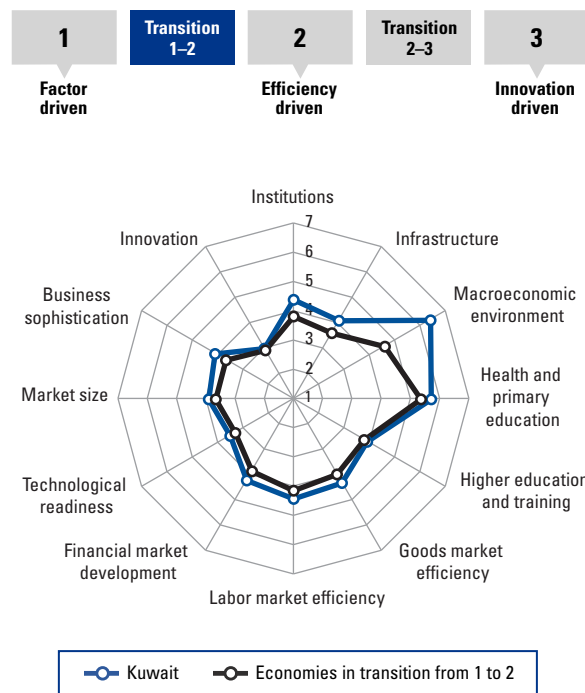 1
Transition
1–2
2
Transition
2–3
3
Factor
driven
Efficiency
driven
Innovation
driven
Institutions
7
6
5
4
3
2
1
Infrastructure
Macroeconomic
environment
Health and
primary
education
Higher education
and training
Goods market
efficiency
Labor market efficiency
Financial market
development
Technological
readiness
Market size
Business
sophistication
Innovation
Kuwait
Economies in transition from 1 to 2